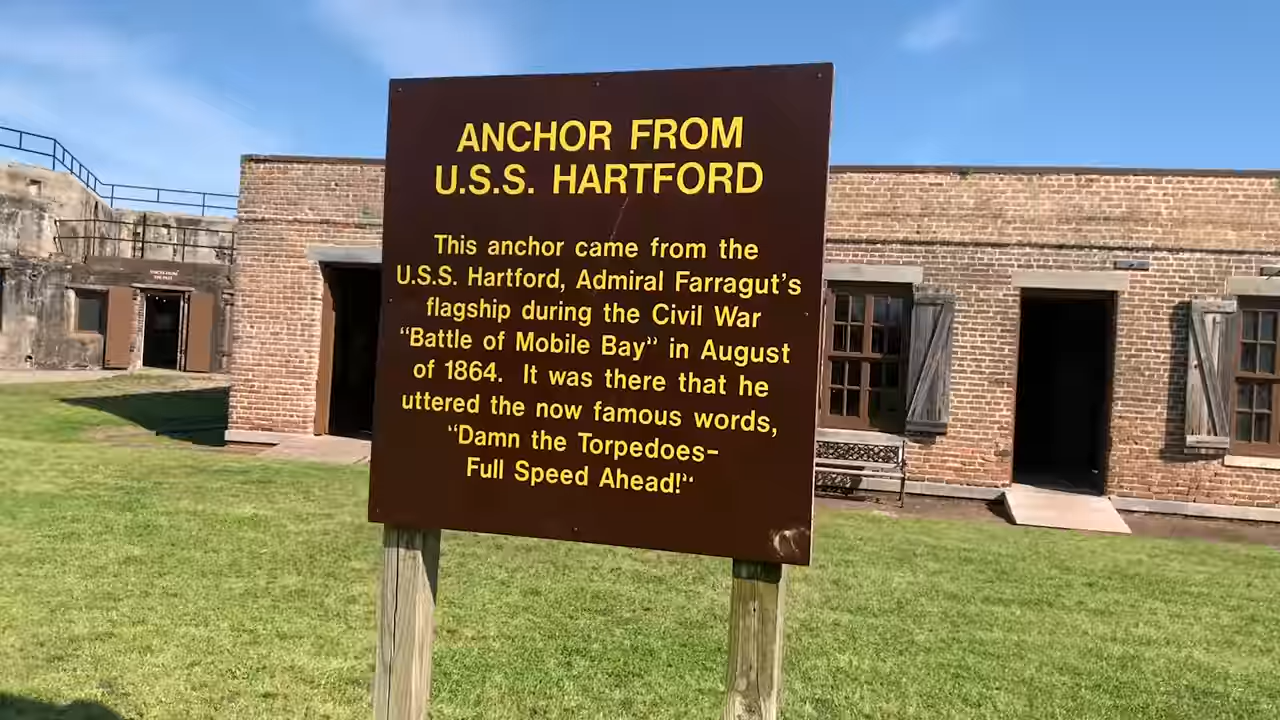 ANCHOR FROM
U.S.S. HARTFORD
This anchor came from the
U.S.S. Hartford, Admiral Farragut's
flagship during the Civil War
"Battle of Mobile Bay" in August
of 1864. It was there that he
uttered the now famous words,
"Damn the Torpedoes-
Full Speed Ahead!"